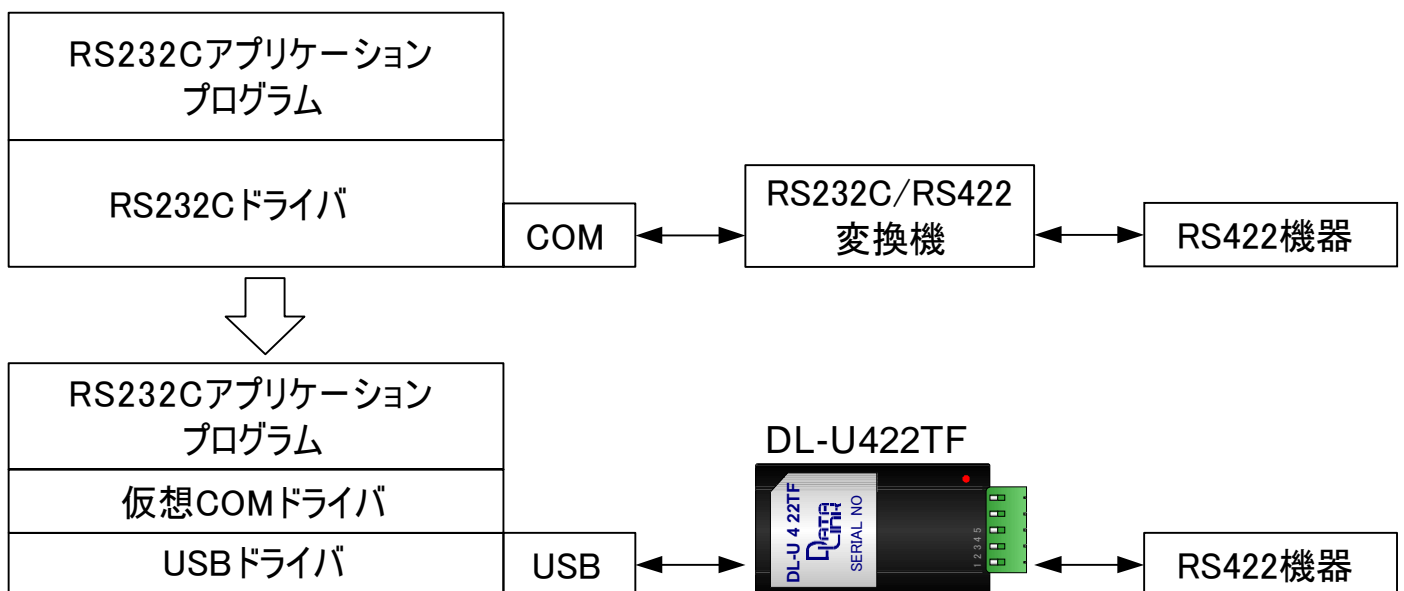 RS232Cアプリケーション
プログラム
RS232Cドライバ
COM
RS232C/RS422
変換機
RS422機器
RS232Cアプリケーション
プログラム
仮想COMドライバ
USBドライバ
USB
DL-U422TF
DL-U 4 22TF
DATA
LINK
SERIAL NO
1 2 3 4 5
RS422機器